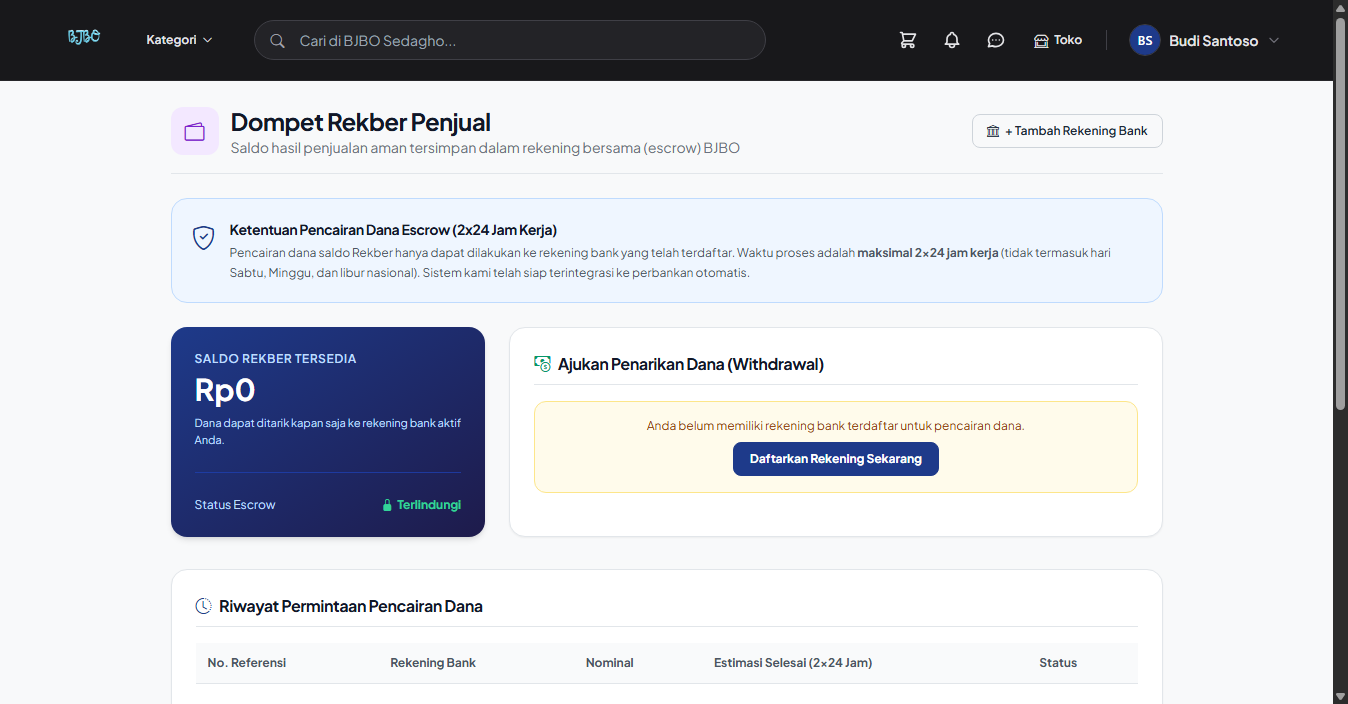 BJBO
Kategori
Cari di BJBO Sedagho...
Toko
BS
Budi Santoso
Dompet Rekber Penjual
Saldo hasil penjualan aman tersimpan dalam rekening bersama (escrow) BJBO
+ Tambah Rekening Bank
Ketentuan Pencairan Dana Escrow (2x24 Jam Kerja)
Pencairan dana saldo Rekber hanya dapat dilakukan ke rekening bank yang telah terdaftar. Waktu proses adalah maksimal 2×24 jam kerja (tidak termasuk hari
Sabtu, Minggu, dan libur nasional). Sistem kami telah siap terintegrasi ke perbankan otomatis.
SALDO REKBER TERSEDIA
Rp0
Dana dapat ditarik kapan saja ke rekening bank aktif
Anda.
Status Escrow
Terlindungi
Ajukan Penarikan Dana (Withdrawal)
Anda belum memiliki rekening bank terdaftar untuk pencairan dana.
Daftarkan Rekening Sekarang
Riwayat Permintaan Pencairan Dana
No. Referensi
Rekening Bank
Nominal
Estimasi Selesai (2×24 Jam)
Status